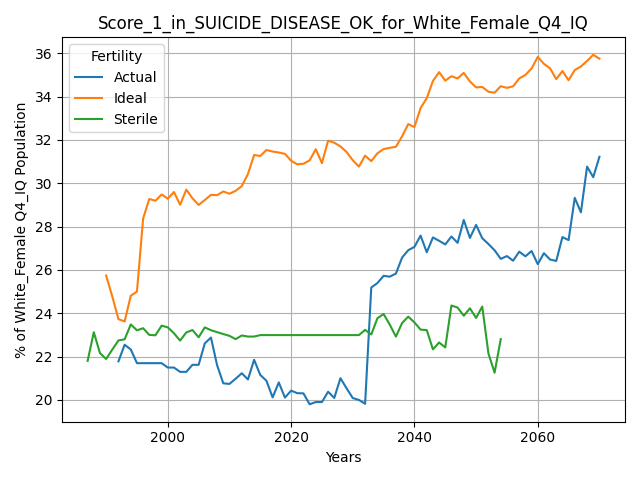 Score_1_in_SUICIDE_DISEASE_OK_for_White_Female_Q4_IQ
% of White_Female Q4_IQ Population
36
34
32
30
28
26
24
22
20
Fertility
Actual
Ideal
Sterile
2000
2020
2040
2060
Years